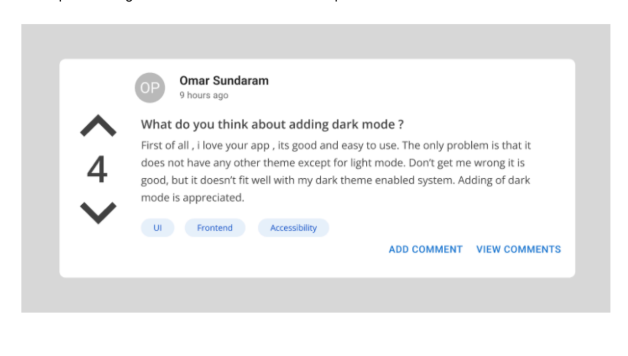 OP
Omar Sundaram
9 hours ago
What do you think about adding dark mode ?
First of all , i love your app , its good and easy to use. The only problem is that it
does not have any other theme except for light mode. Don't get me wrong it is
good, but it doesn't fit well with my dark theme enabled system. Adding of dark
mode is appreciated.
4
UI Frontend Accessibility
ADD COMMENT VIEW COMMENTS